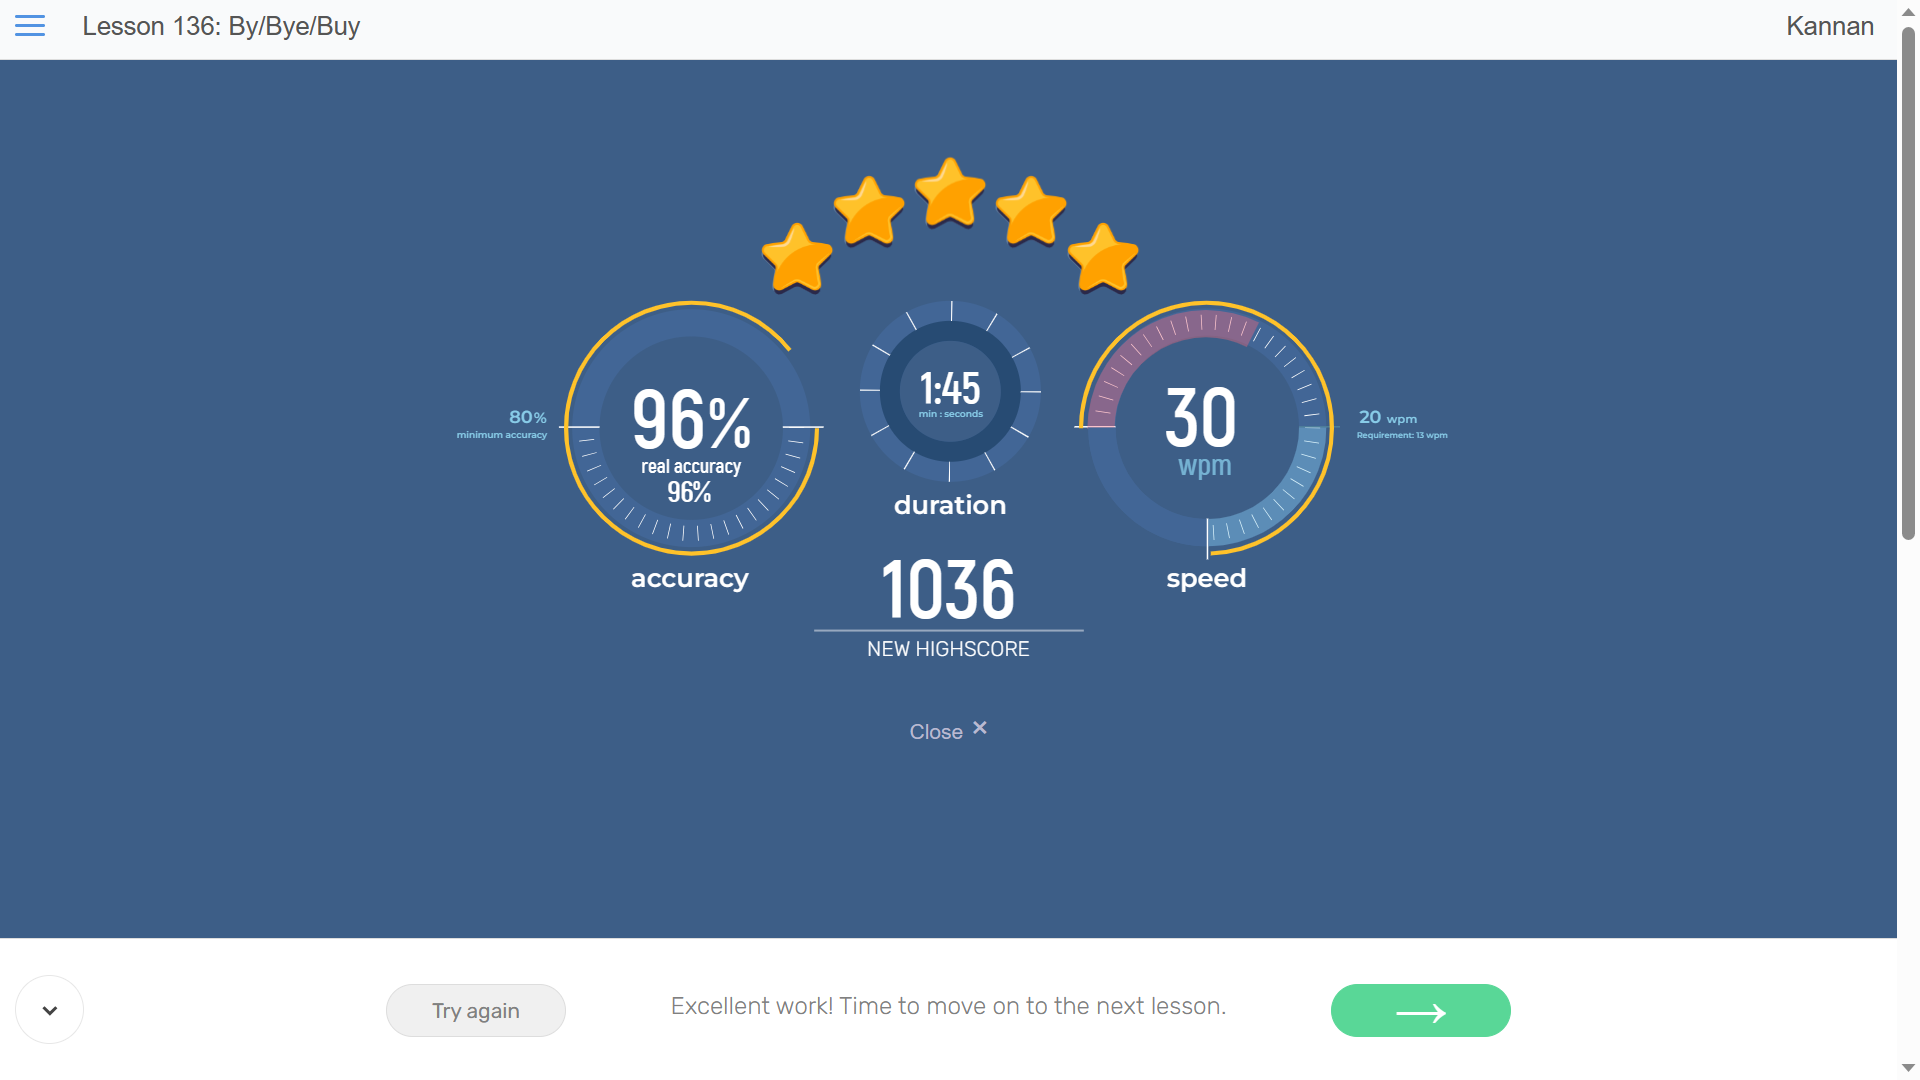 Lesson 136: By/Bye/Buy
Kannan
80%
minimum accuracy
96%
real accuracy
96%
accuracy
1:45
min : seconds
duration
30
wpm
speed
20 wpm
Requirement: 13 wpm
1036
NEW HIGHSCORE
Close ×
Try again
Excellent work! Time to move on to the next lesson.